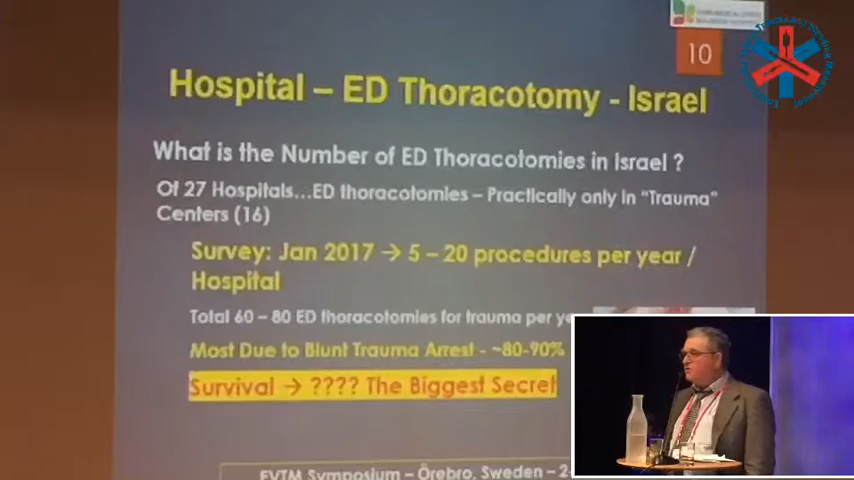 10
Hospital – ED Thoracotomy - Israel
What is the Number of ED Thoracotomies in Israel ?
Of 27 Hospitals...ED thoracotomies – Practically only in "Trauma"
Centers (16)
Survey: Jan 2017 → 5 – 20 procedures per year /
Hospital
Total 60 – 80 ED thoracotomies for trauma per ye
Most Due to Blunt Trauma Arrest - ~80-90%
Survival → ???? The Biggest Secret
EVTM Symposium – Örebro, Sweden – 2-